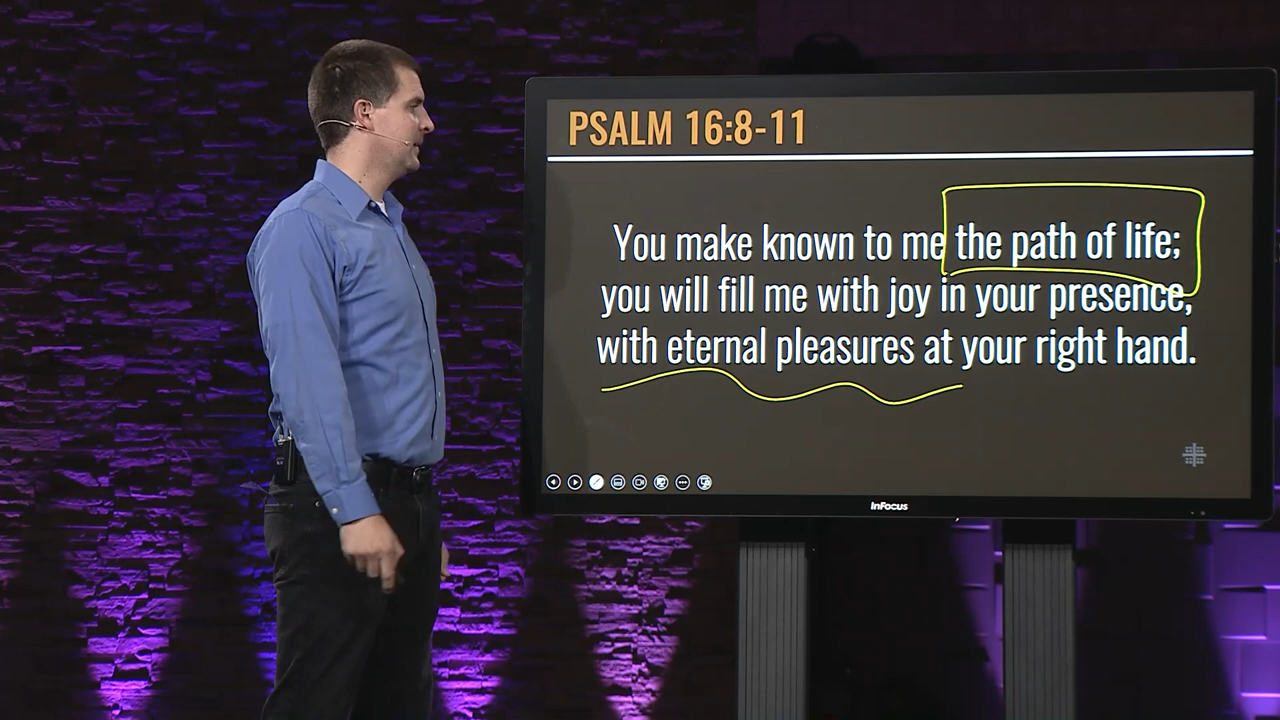 PSALM 16:8-11
You make known to me the path of life;
you will fill me with joy in your presence,
with eternal pleasures at your right hand.
InFocus